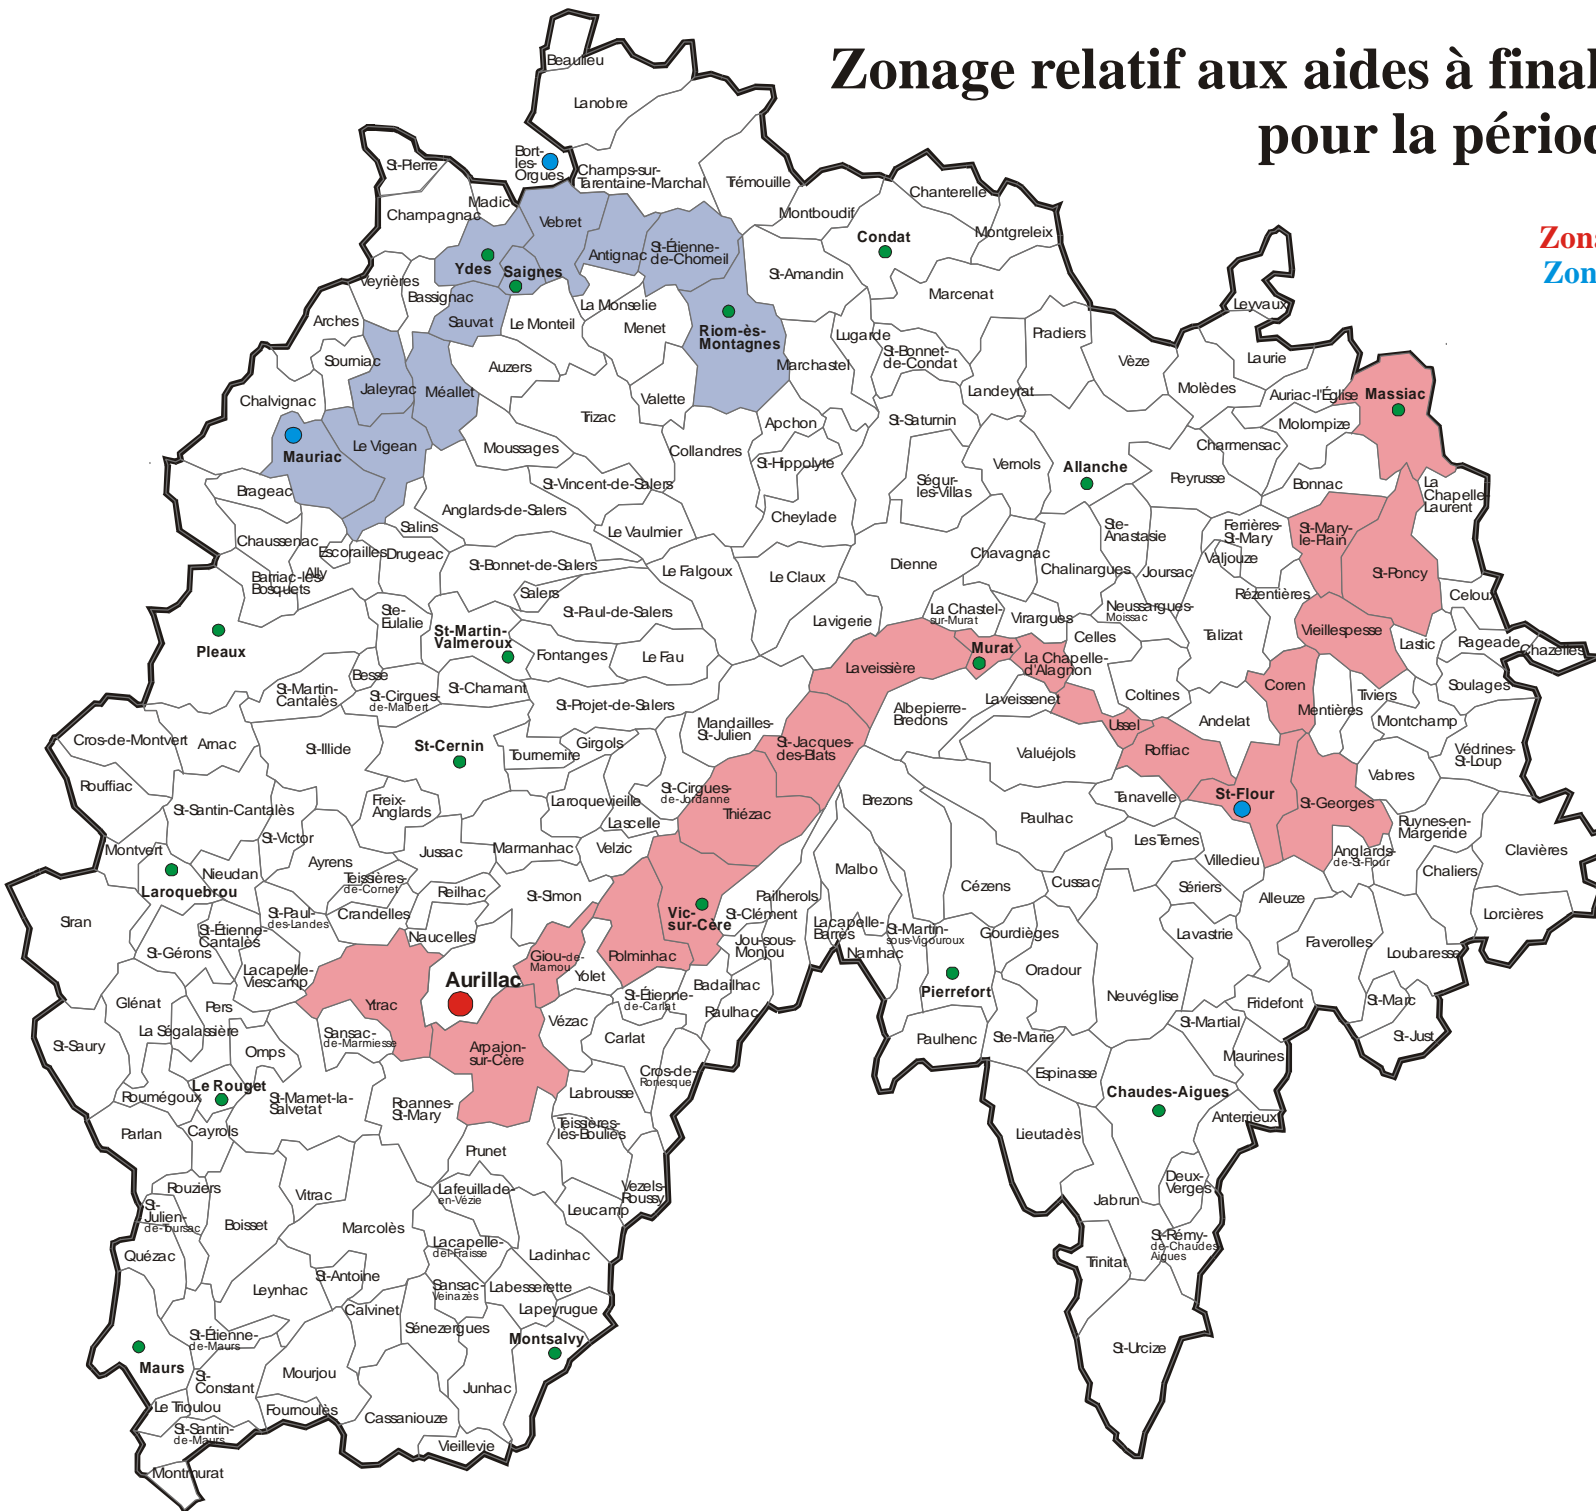 Zonage relatif aux aides à final
pour la périod
Zons
Zon
Beaulieu
Lanobre
St-Pierre
Bort-
les-
Orgues
Champs-sur-
Tarentaine-Marchal
Trémouille
Madic
Champagnac
Vebret
Montboudif
Chanterelle
Condat
Montgreleix
Antignac
St-Étienne-
de-Chomeil
Ydes
Saignes
St-Amandin
Veyrières
Bassignac
La Monselie
Marcenat
Leyvaux
Arches
Sauvat
Le Monteil
Menet
Riom-ès-
Montagnes
Lugarde
Pradiers
St-Bonnet-
de-Condat
Sourniac
Auzers
Marchastel
Vèze
Laurie
Jaleyrac
Méallet
Landeyrat
Molèdes
Auriac-l'Église
Massiac
Chalvignac
Valette
Trizac
Apchon
St-Saturnin
Molompize
Mauriac
Le Vigean
Moussages
Collandres
St-Hippolyte
Vernols
Allanche
Charmensac
Peyrusse
Bonnac
La
Chapelle-
Laurent
Brageac
St-Vincent-de-Salers
Ségur-
les-Villas
Anglards-de-Salers
Cheylade
Salins
Le Vaulmier
Ste-
Anastasie
Ferrières-
St-Mary
St-Mary-
le-Plain
Chaussenac
Escorailles
Drugeac
Chavagnac
Valjouze
Ally
Barriac-les-
Bosquets
St-Bonnet-de-Salers
Le Falgoux
Le Claux
Dienne
Chalinargues
Joursac
St-Poncy
Salers
Rézentières
Celoux
Ste-
Eulalie
St-Paul-de-Salers
Lavigerie
La Chastel-
sur-Murat
Virargues
Neussargues-
Moissac
Pleaux
St-Martin-
Valmeroux
Fontanges
Le Fau
Murat
Celles
Talizat
Vieillespesse
Lastic
Rageade
Chazelles
Laveissière
La Chapelle-
d'Alagnon
Besse
St-Martin-
Cantalès
St-Cirgues-
de-Malbert
St-Chamant
Laveissenet
Coltines
Coren
Mentières
Tiviers
Soulages
St-Projet-de-Salers
Albepierre-
Bredons
Ussel
Andelat
Montchamp
Cros-de-Montvert
Arnac
St-Illide
St-Cernin
Tournemire
Girgols
Mandailles-
St-Julien
St-Jacques-
des-Blats
Valuéjols
Roffiac
Védrines-
St-Loup
Rouffiac
Vabres
St-Santin-Cantalès
Freix-
Anglards
Laroquevieille
St-Cirgues-
de-Jordanne
Thiézac
Brezons
Tanavelle
St-Flour
St-Georges
Lascelle
Paulhac
Ruynes-en-
Margeride
St-Victor
Montvert
Jussac
Marmanhac
Velzic
Les Ternes
Anglards-
de-St-Flour
Clavières
Ayrens
Nieudan
Laroquebrou
Teissières-
de-Cornet
Reilhac
St-Simon
Malbo
Cézens
Cussac
Villedieu
Chaliers
Siran
St-Paul-
des-Landes
Crandelles
Pailherols
Sériers
Alleuze
Vic-
sur-Cère
St-Clément
Lorcières
St-Étienne-
Cantalès
Naucelles
Lacapelle-
Barrès
St-Martin-
sous-Vigouroux
Gourdièges
Lavastrie
Faverolles
St-Gérons
Giou-de-
Mamou
Polminhac
Jou-sous-
Monjou
Narnhac
Loubaresse
Lacapelle-
Viescamp
Aurillac
Yolet
Oradour
Glénat
Pers
Ytrac
St-Étienne-
de-Carlat
Badailhac
Pierrefort
Neuvéglise
Fridefont
St-Marc
Raulhac
La Ségalassière
Sansac-
de-Marmiesse
Vézac
St-Martial
St-Just
St-Saury
Omps
Arpajon-
sur-Cère
Carlat
Paulhenc
Ste-Marie
Maurines
Cros-de-
Ronesque
Espinasse
Le Rouget
Roumégoux
St-Mamet-la-
Salvetat
Roannes-
St-Mary
Labrousse
Chaudes-Aigues
Anterrieux
Parlan
Cayrols
Teissières-
les-Bouliès
Lieutadès
Prunet
Rouziers
Vitrac
Lafeuillade-
en-Vézie
Vezels-
Roussy
Deux-
Verges
St-
Julien-
de-Toursac
Boisset
Marcolès
Leucamp
Jabrun
Quézac
Lacapelle-
del-Fraisse
Ladinhac
St-Rémy-
de-Chaudes-
Aigues
Trinitat
Leynhac
St-Antoine
Sansac-
Veinazès
Labesserette
Calvinet
Lapeyrugue
St-Étienne-
de-Maurs
Sénezergues
Montsalvy
St-Urcize
Maurs
Mourjou
St-
Constant
Junhac
Le Trioulou
Fournoulès
Cassaniouze
St-Santin-
de-Maurs
Vieillevie
Montmurat